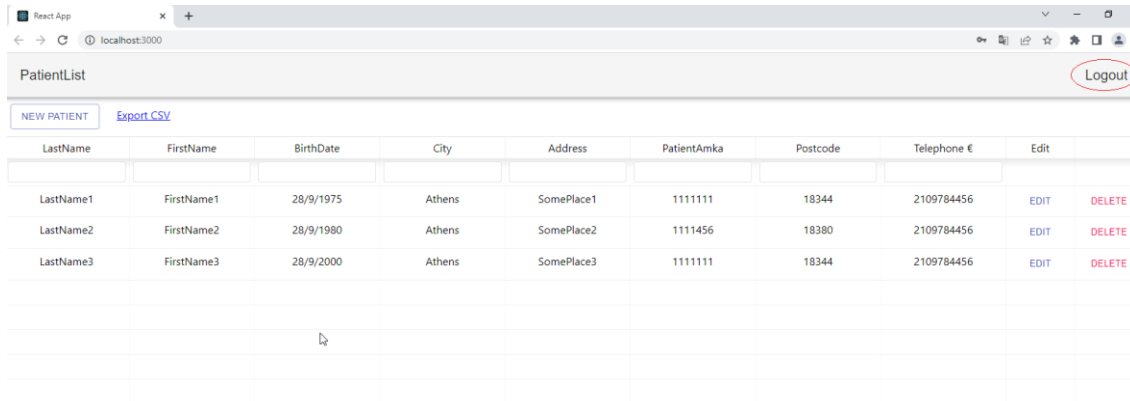 React App
localhost:3000
PatientList Logout
NEW PATIENT Export CSV
LastName FirstName BirthDate City Address PatientAmka Postcode Telephone € Edit
LastName1 FirstName1 28/9/1975 Athens SomePlace1 1111111 18344 2109784456 EDIT DELETE
LastName2 FirstName2 28/9/1980 Athens SomePlace2 1111456 18380 2109784456 EDIT DELETE
LastName3 FirstName3 28/9/2000 Athens SomePlace3 1111111 18344 2109784456 EDIT DELETE